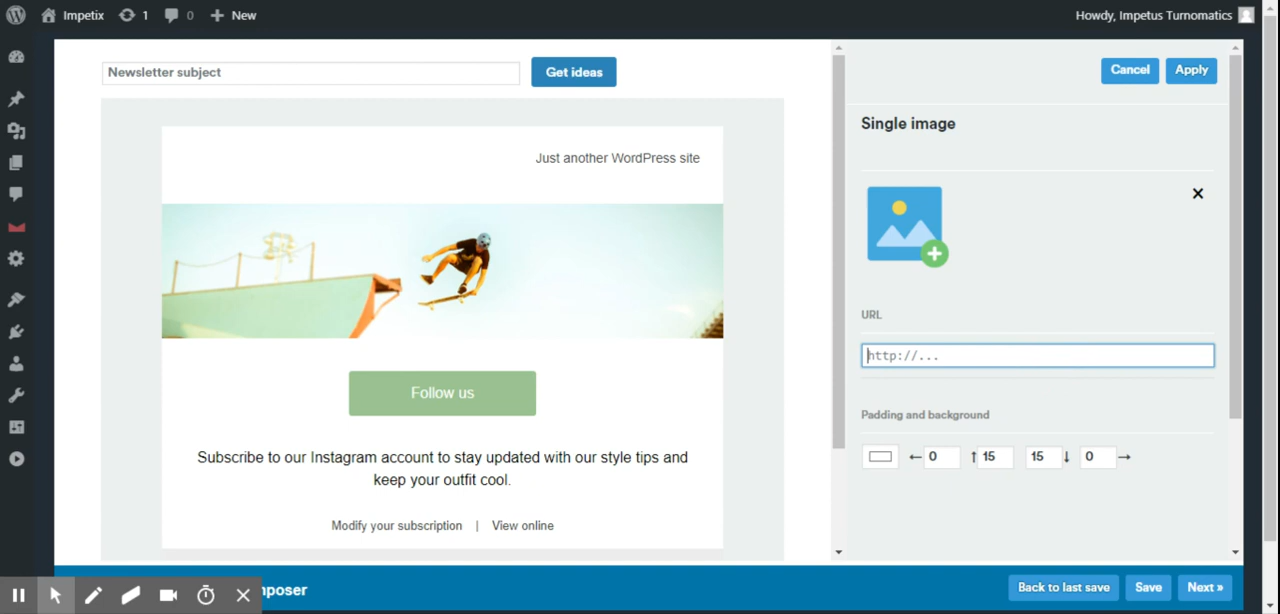 Impetix 1 0 New Howdy, Impetus Turnomatics
Newsletter subject Get ideas
Cancel Apply
Single image
Just another WordPress site
URL
http://...
Follow us
Padding and background
← 0 ↑ 15 15 ↓ 0 →
Subscribe to our Instagram account to stay updated with our style tips and
keep your outfit cool.
Modify your subscription | View online
mposer Back to last save Save Next »